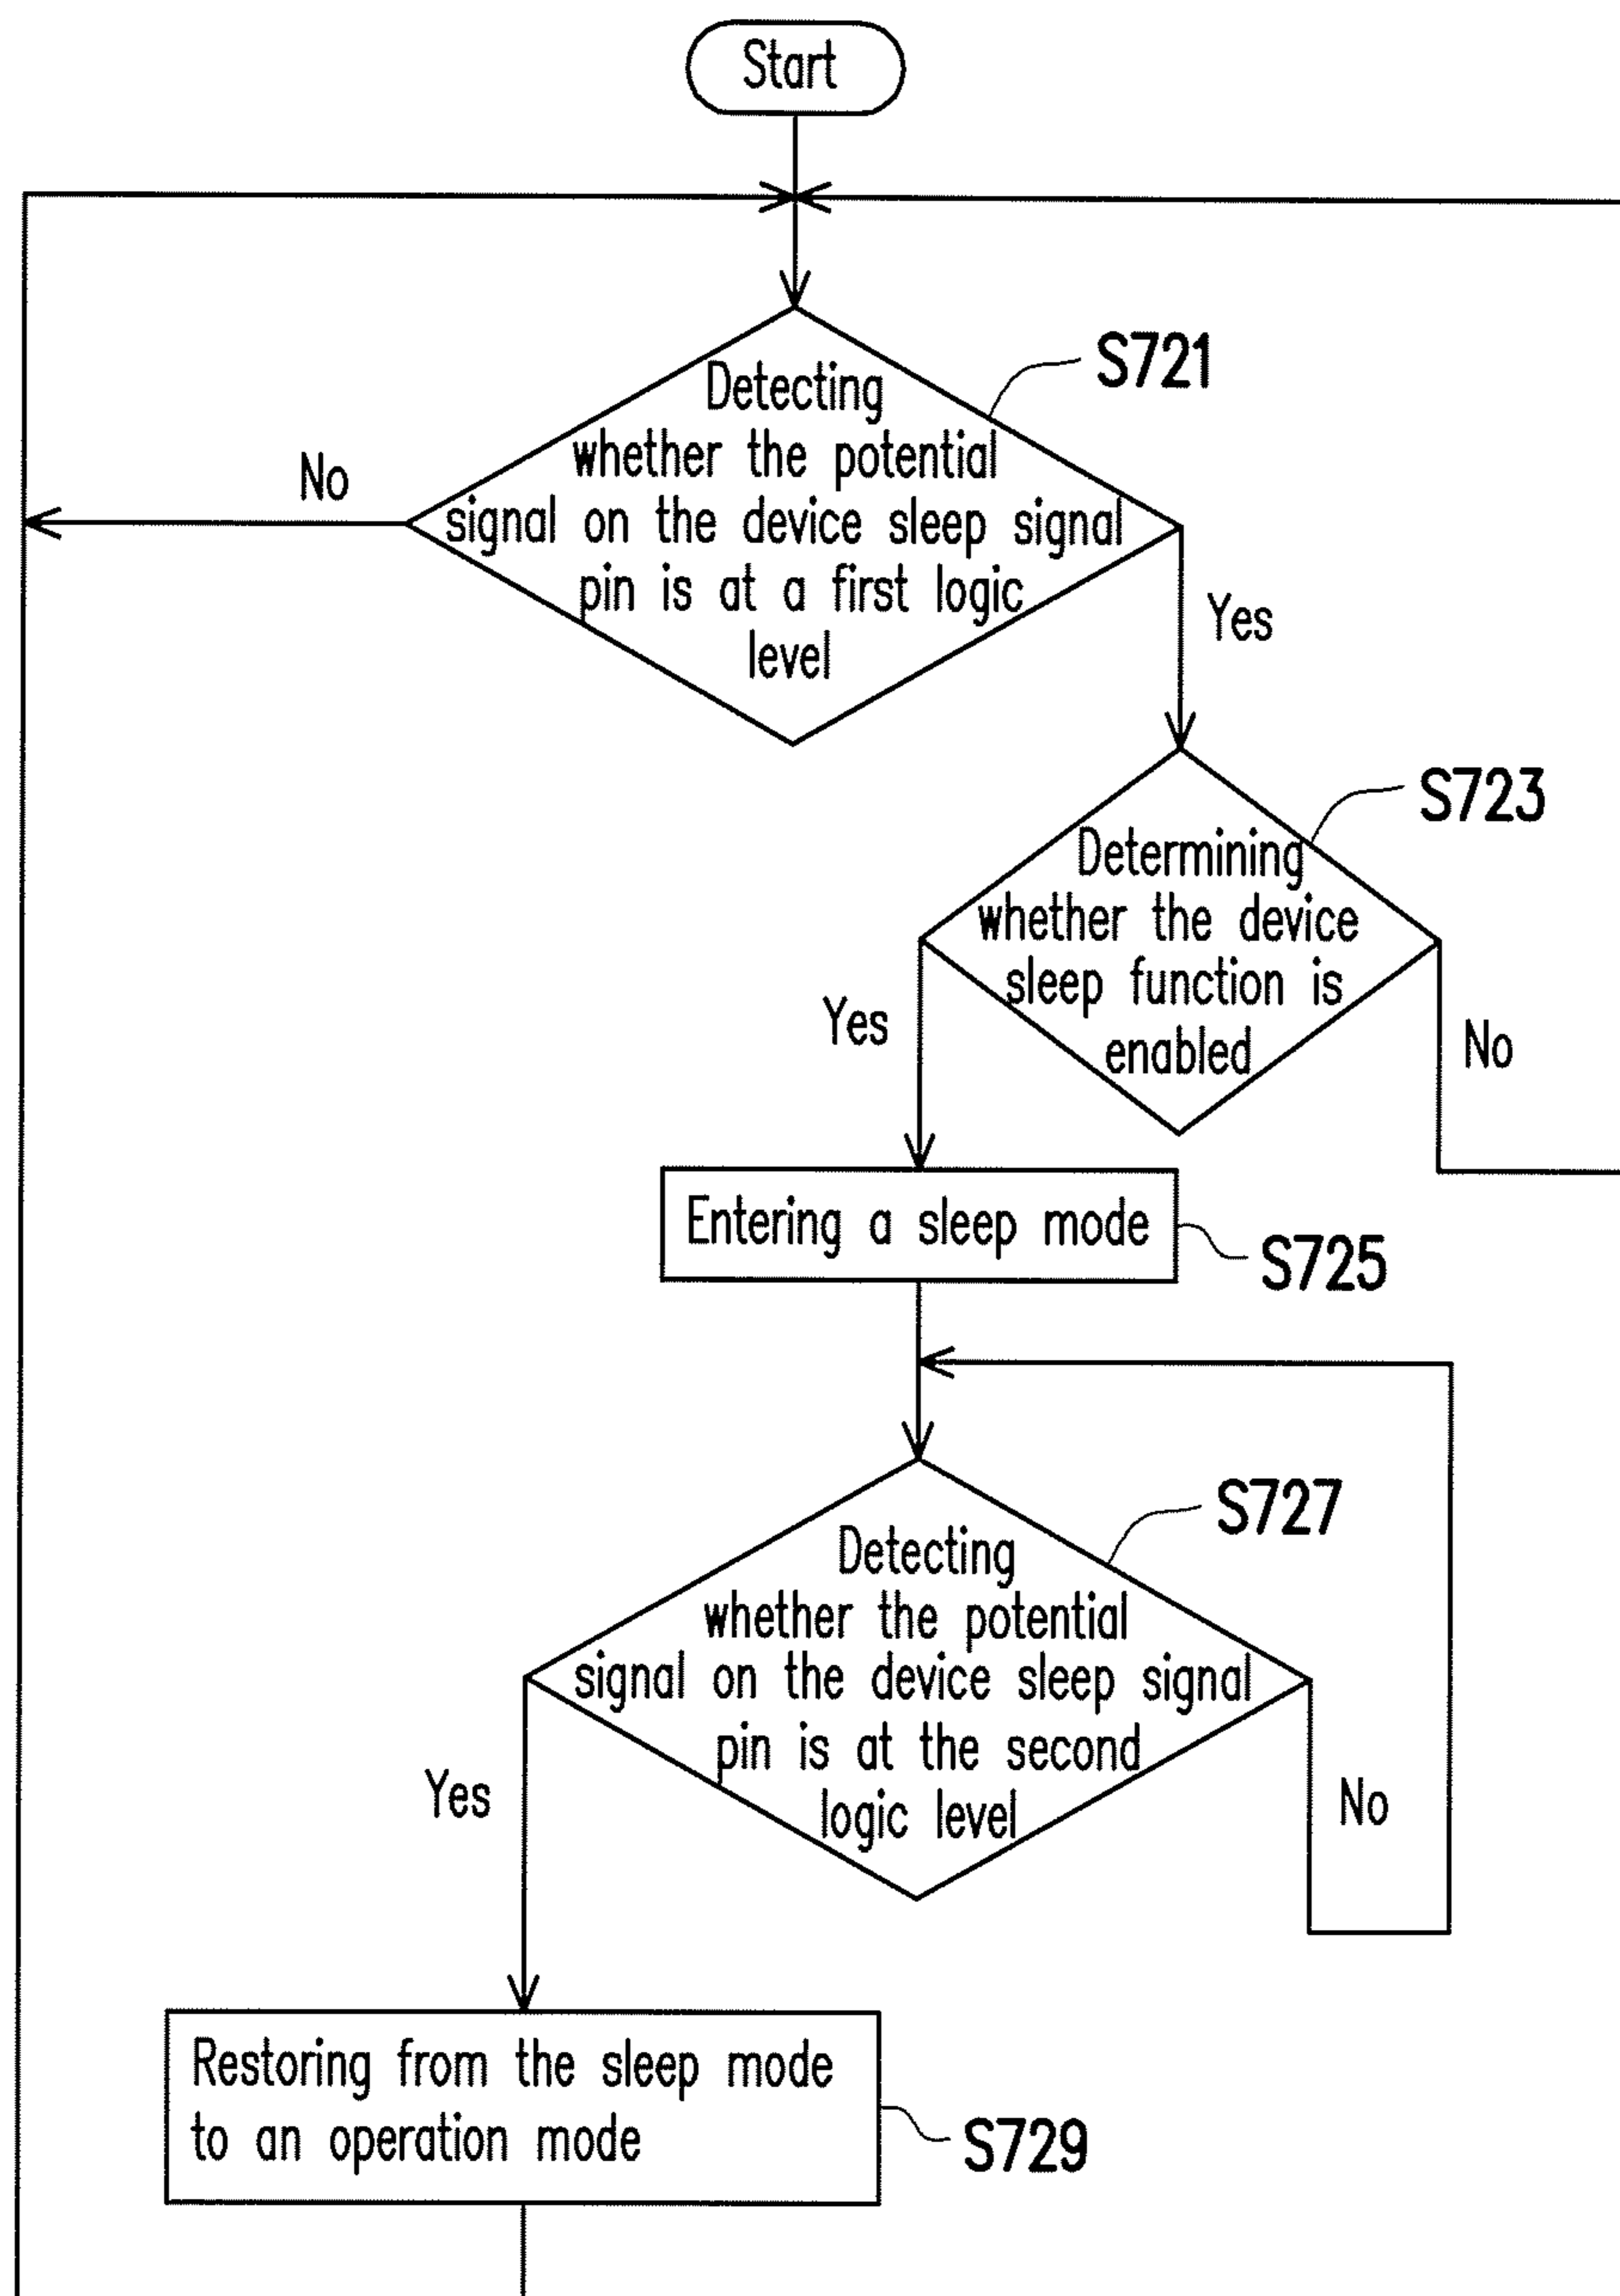 Start
S721
Detecting
whether the potential
signal on the device sleep signal
pin is at a first logic
level
No
Yes
S723
Determining
whether the device
sleep function is
enabled
Yes
No
Entering a sleep mode
S725
S727
Detecting
whether the potential
signal on the device sleep signal
pin is at the second
logic level
Yes
No
Restoring from the sleep mode
to an operation mode
S729